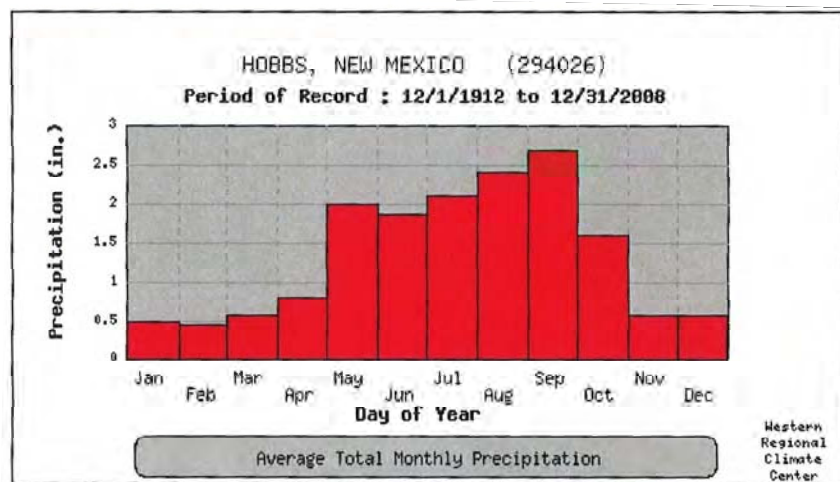 HOBBS, NEW MEXICO (294026)
Period of Record : 12/1/1912 to 12/31/2008
Precipitation (in.)
3
2.5
2
1.5
1
0.5
0
Jan Feb Mar Apr May Jun Jul Aug Sep Oct Nov Dec
Day of Year
Average Total Monthly Precipitation
Western
Regional
Climate
Center